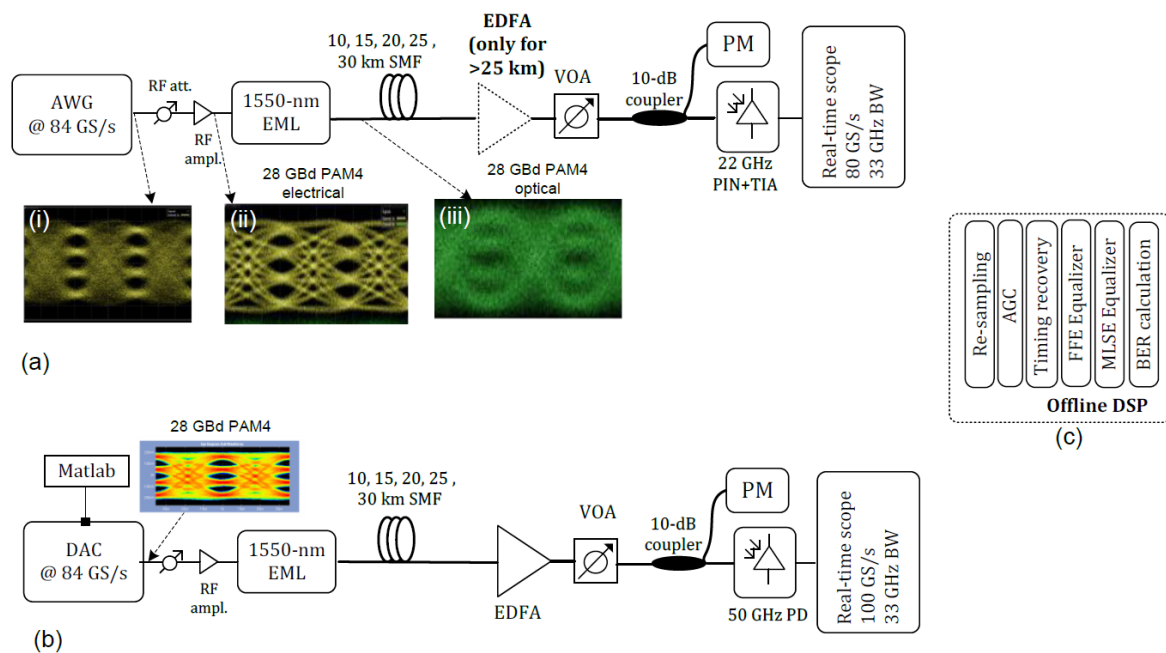 AWG
@ 84 GS/s
RF att.
RF
ampl.
1550-nm
EML
10, 15, 20, 25 ,
30 km SMF
EDFA
(only for
>25 km)
VOA
10-dB
coupler
PM
22 GHz
PIN+TIA
Real-time scope
80 GS/s
33 GHz BW
28 GBd PAM4
electrical
28 GBd PAM4
optical
(i)
(ii)
(iii)
(a)
Re-sampling
AGC
Timing recovery
FFE Equalizer
MLSE Equalizer
BER calculation
Offline DSP
(c)
28 GBd PAM4
Matlab
DAC
@ 84 GS/s
RF
ampl.
1550-nm
EML
10, 15, 20, 25 ,
30 km SMF
EDFA
VOA
10-dB
coupler
PM
50 GHz PD
Real-time scope
100 GS/s
33 GHz BW
(b)